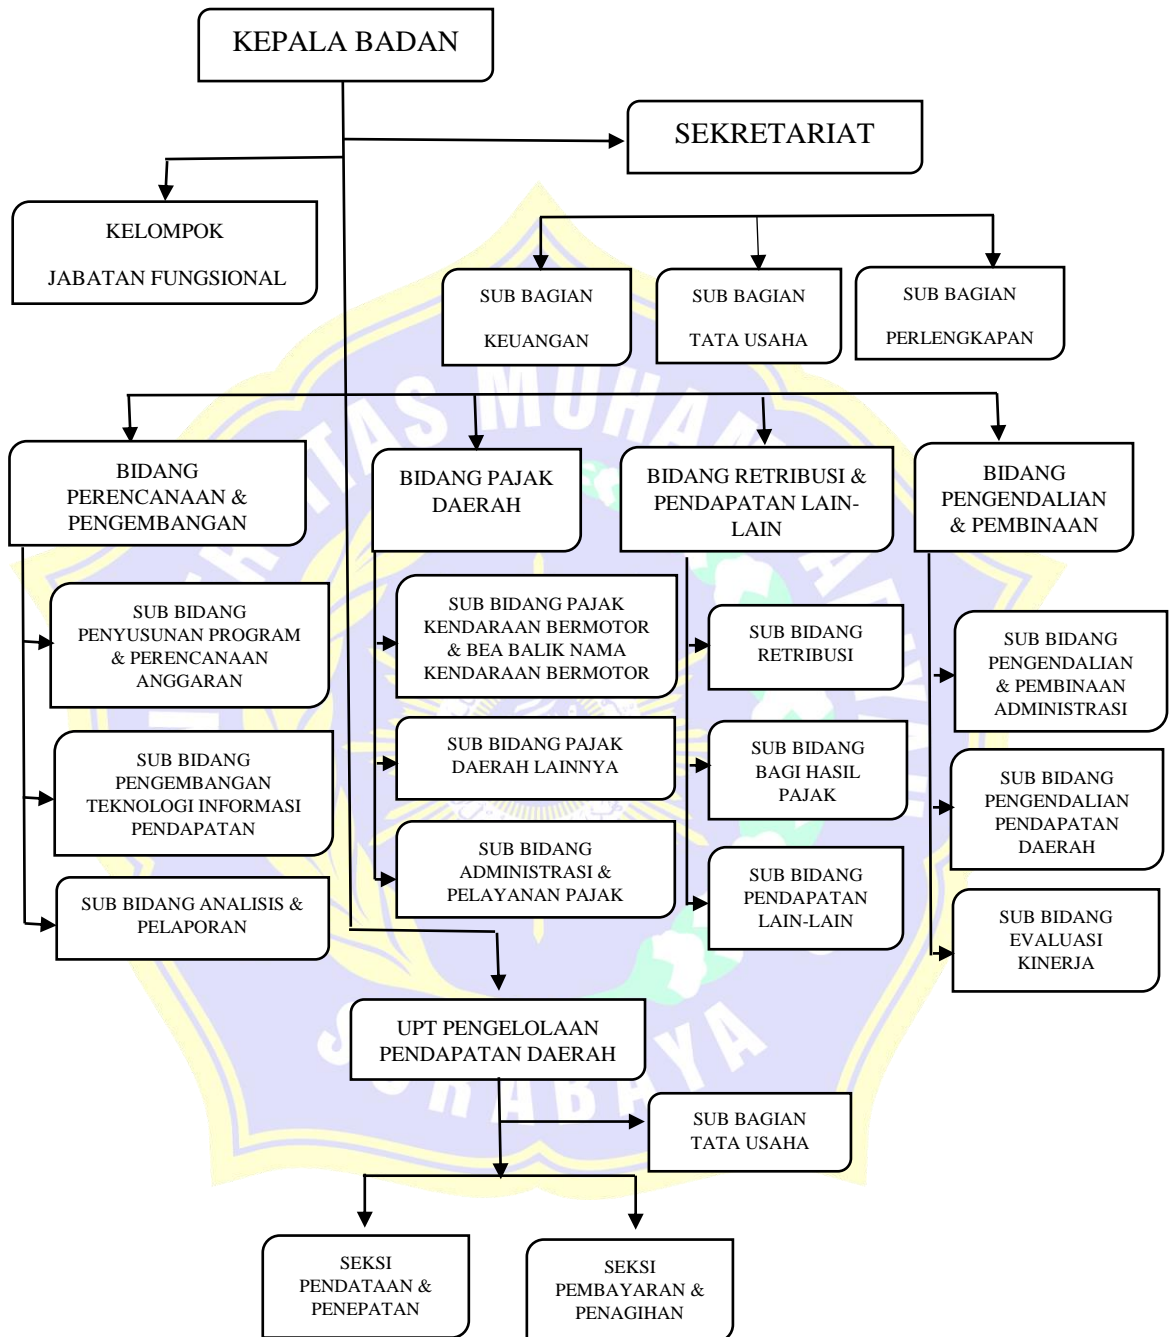 KEPALA BADAN
SEKRETARIAT
KELOMPOK
JABATAN FUNGSIONAL
SUB BAGIAN
KEUANGAN
SUB BAGIAN
TATA USAHA
SUB BAGIAN
PERLENGKAPAN
BIDANG
PERENCANAAN &
PENGEMBANGAN
BIDANG PAJAK
DAERAH
BIDANG RETRIBUSI &
PENDAPATAN LAIN-
LAIN
BIDANG
PENGENDALIAN
& PEMBINAAN
SUB BIDANG
PENYUSUNAN PROGRAM
& PERENCANAAN
ANGGARAN
SUB BIDANG
PENGEMBANGAN
TEKNOLOGI INFORMASI
PENDAPATAN
SUB BIDANG ANALISIS &
PELAPORAN
SUB BIDANG PAJAK
KENDARAAN BERMOTOR
& BEA BALIK NAMA
KENDARAAN BERMOTOR
SUB BIDANG PAJAK
DAERAH LAINNYA
SUB BIDANG
ADMINISTRASI &
PELAYANAN PAJAK
SUB BIDANG
RETRIBUSI
SUB BIDANG
BAGI HASIL
PAJAK
SUB BIDANG
PENDAPATAN
LAIN-LAIN
SUB BIDANG
PENGENDALIAN
& PEMBINAAN
ADMINISTRASI
SUB BIDANG
PENGENDALIAN
PENDAPATAN
DAERAH
SUB BIDANG
EVALUASI
KINERJA
UPT PENGELOLAAN
PENDAPATAN DAERAH
SUB BAGIAN
TATA USAHA
SEKSI
PENDATAAN &
PENEPATAN
SEKSI
PEMBAYARAN &
PENAGIHAN
SURABAYA